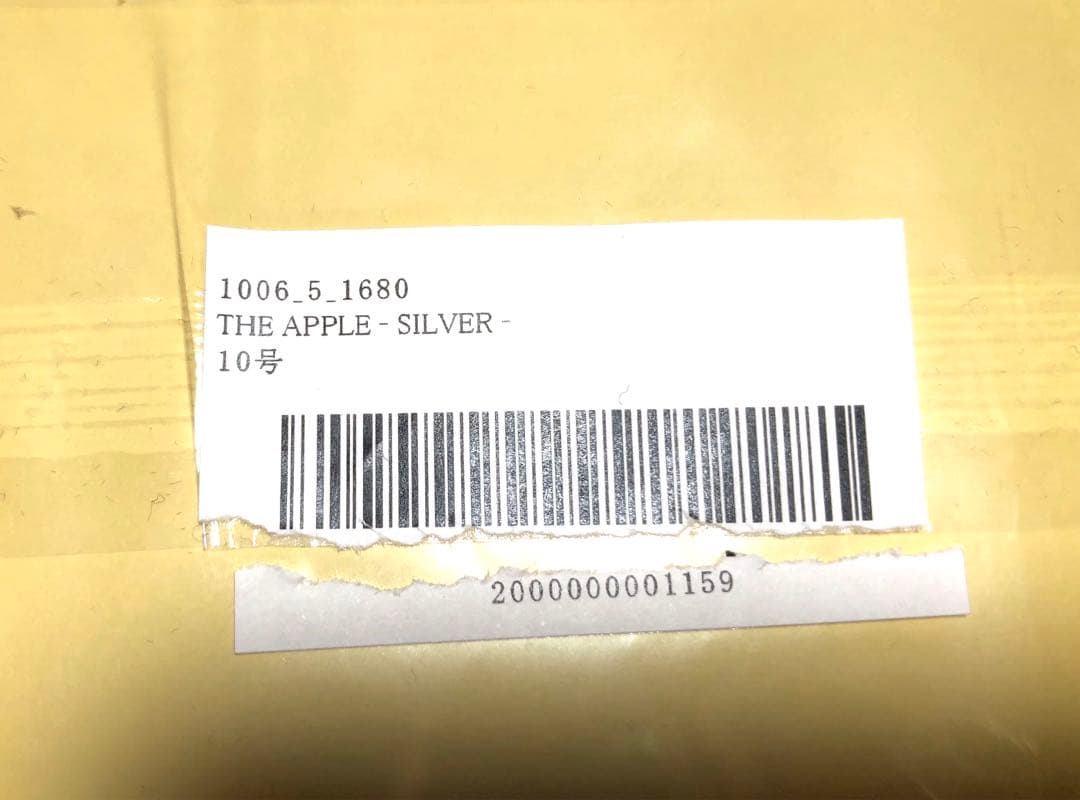 1006_5_1680
THE APPLE - SILVER -
10号
2000000001159